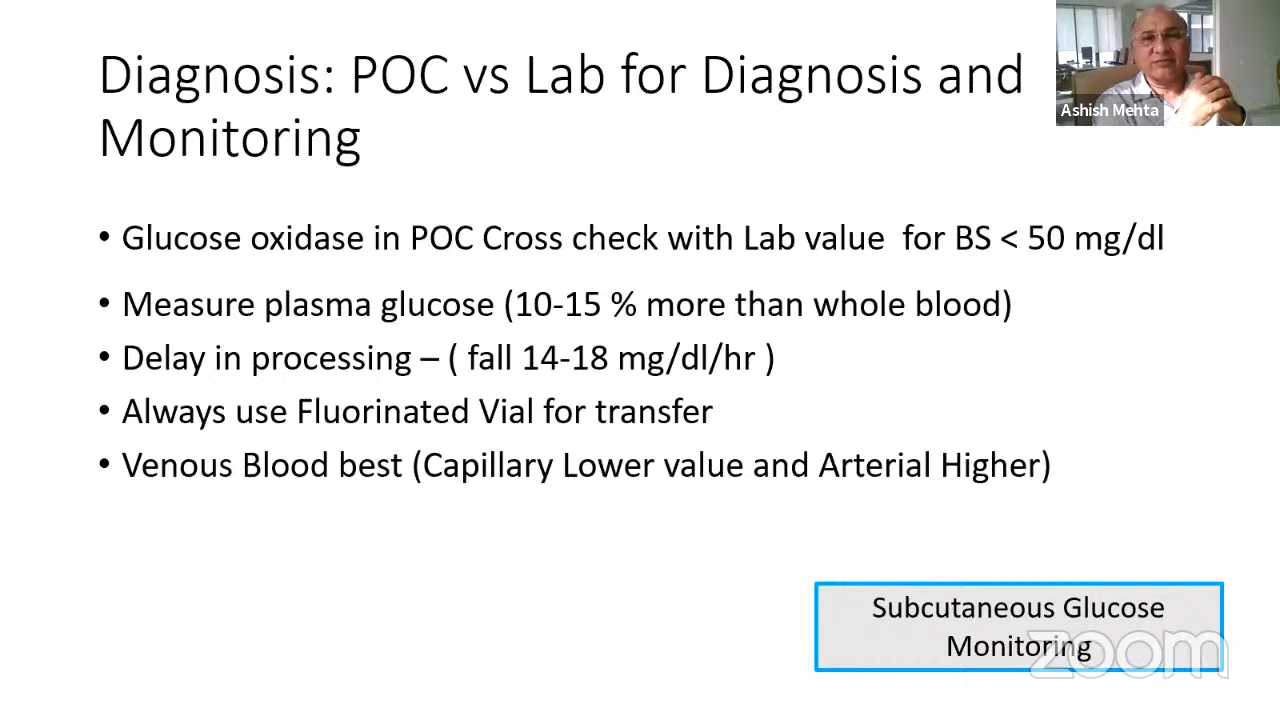 Diagnosis: POC vs Lab for Diagnosis and
Monitoring
Ashish Mehta
• Glucose oxidase in POC Cross check with Lab value for BS < 50 mg/dl
• Measure plasma glucose (10-15 % more than whole blood)
• Delay in processing – ( fall 14-18 mg/dl/hr )
• Always use Fluorinated Vial for transfer
• Venous Blood best (Capillary Lower value and Arterial Higher)
Subcutaneous Glucose
Monitoring
zoom